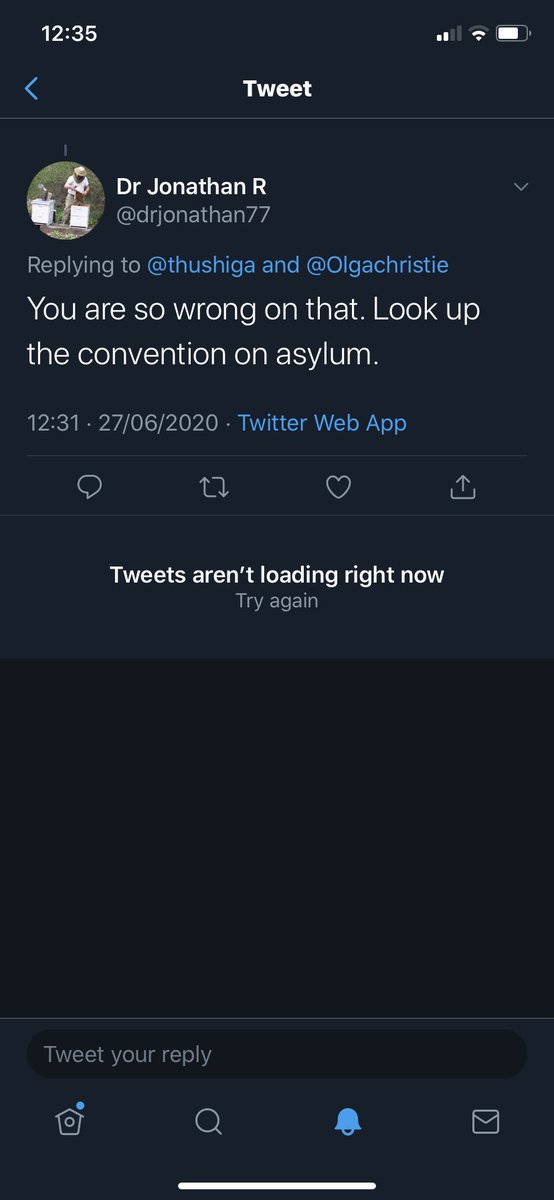 12:35
Tweet
Dr Jonathan R
@drjonathan77
Replying to @thushiga and @Olgachristie
You are so wrong on that. Look up
the convention on asylum.
12:31 · 27/06/2020 · Twitter Web App
Tweets aren’t loading right now
Try again
Tweet your reply